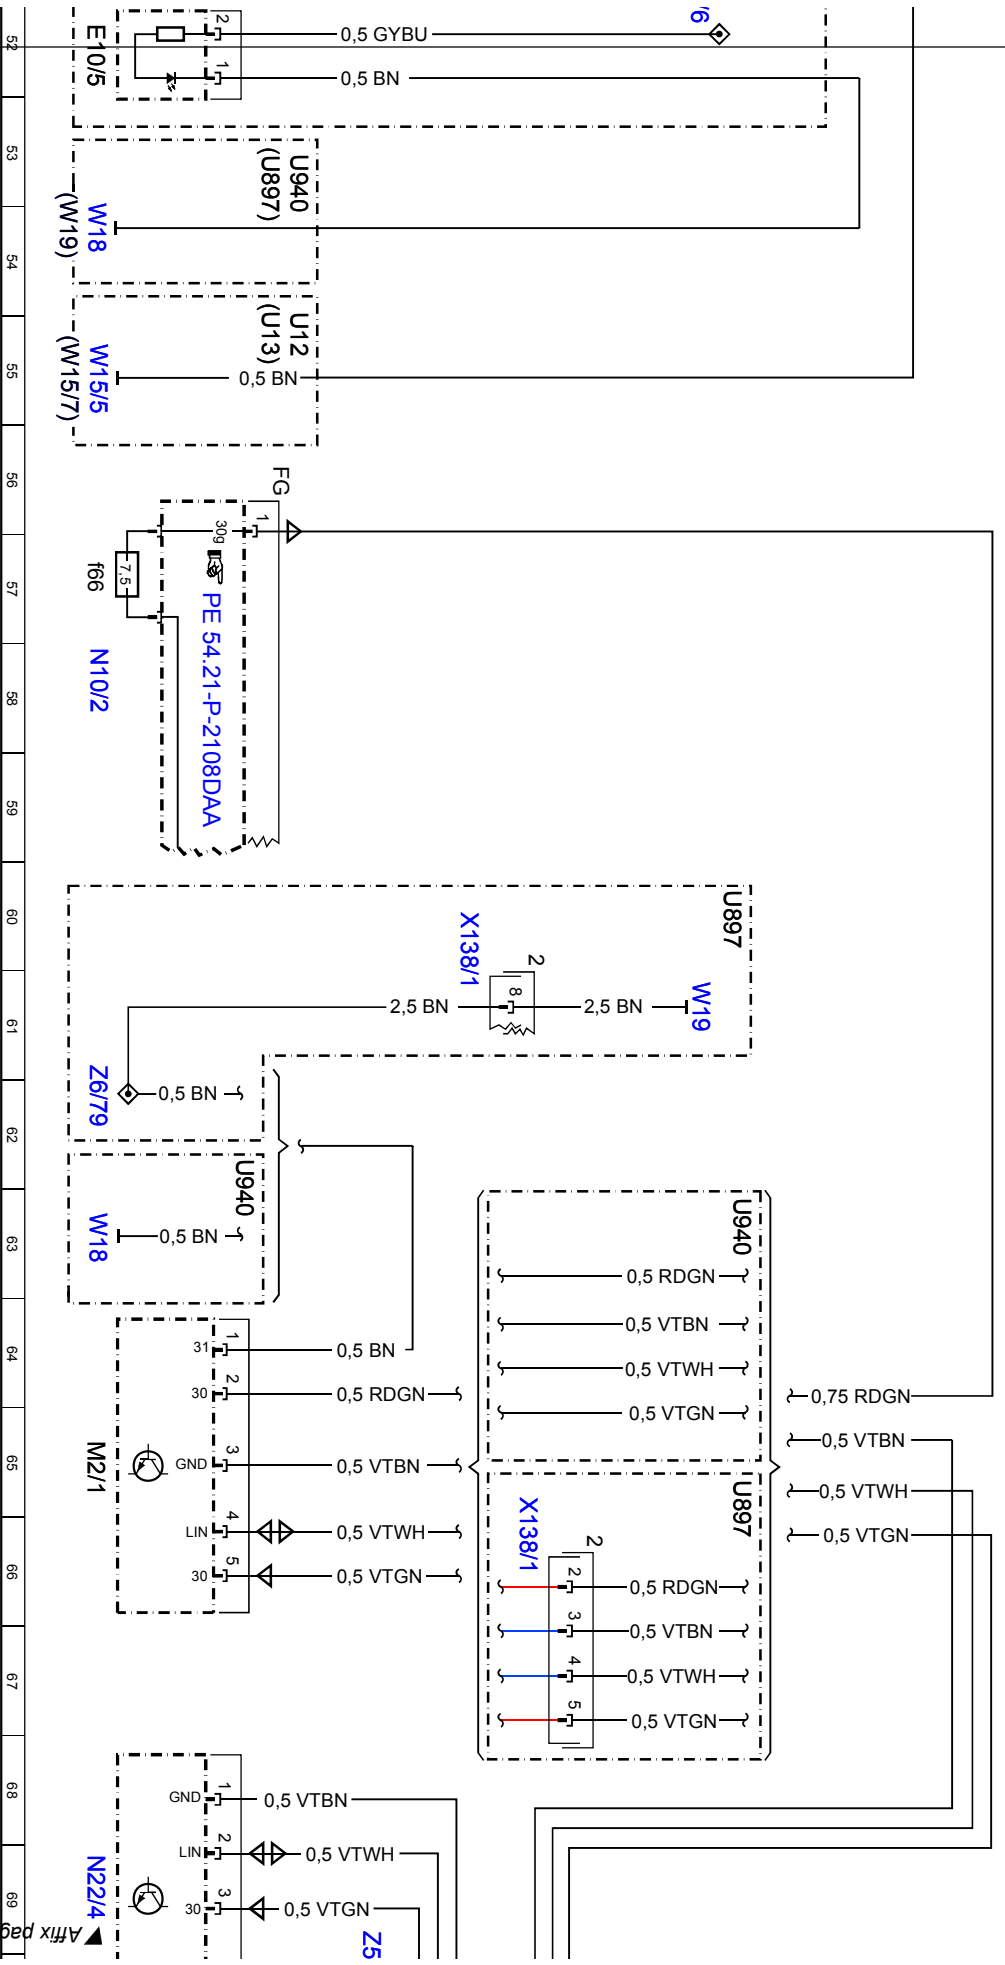 52
E10/5
2
1
0,5 GYBU
0,5 BN
53
U940
(U897)
W18
(W19)
54
U12
(U13)
W15/5
(W15/7)
0,5 BN
55
56
FG
1
30g
7,5
f66
57
PE 54.21-P-2108DAA
N10/2
58
59
60
U897
X138/1
2
8
W19
2,5 BN
2,5 BN
61
Z6/79
0,5 BN
62
U940
W18
0,5 BN
63
U940
0,5 RDGN
0,5 VTBN
0,5 VTWH
0,5 VTGN
0,75 RDGN
0,5 VTBN
0,5 VTWH
0,5 VTGN
64
1
31
0,5 BN
2
30
0,5 RDGN
3
GND
0,5 VTBN
4
LIN
0,5 VTWH
5
30
0,5 VTGN
M2/1
65
66
U897
X138/1
2
2
0,5 RDGN
3
0,5 VTBN
4
0,5 VTWH
5
0,5 VTGN
67
68
1
GND
0,5 VTBN
2
LIN
0,5 VTWH
3
30
0,5 VTGN
N22/4
Z5
69
Affix pag